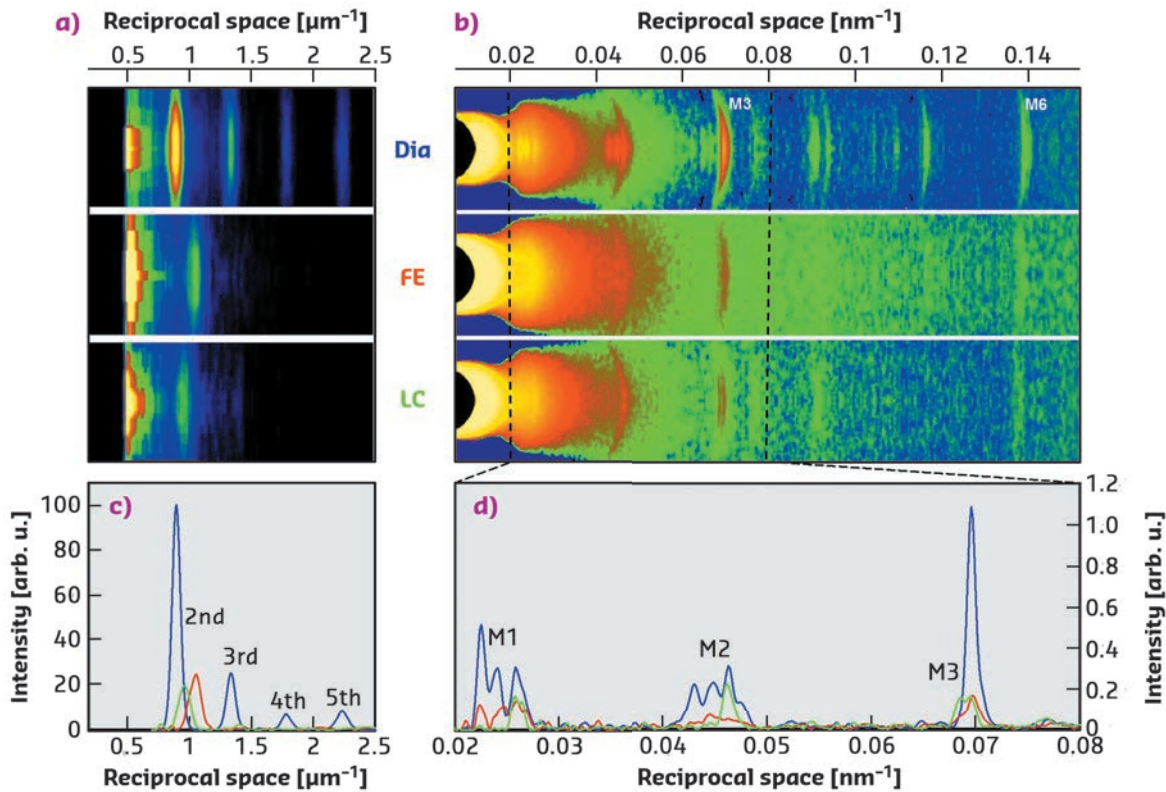 a) Reciprocal space [µm⁻¹]
0.5 1 1.5 2 2.5
b) Reciprocal space [nm⁻¹]
0.02 0.04 0.06 0.08 0.1 0.12 0.14
M3 M6
Dia
FE
LC
c)
Intensity [arb. u.]
100
80
60
40
20
0
2nd
3rd
4th
5th
0.5 1.0 1.5 2 2.5
Reciprocal space [µm⁻¹]
d)
M1
M2
M3
1.2
1.0
0.8
0.6
0.4
0.2
0
Intensity [arb. u.]
0.02 0.03 0.04 0.05 0.06 0.07 0.08
Reciprocal space [nm⁻¹]